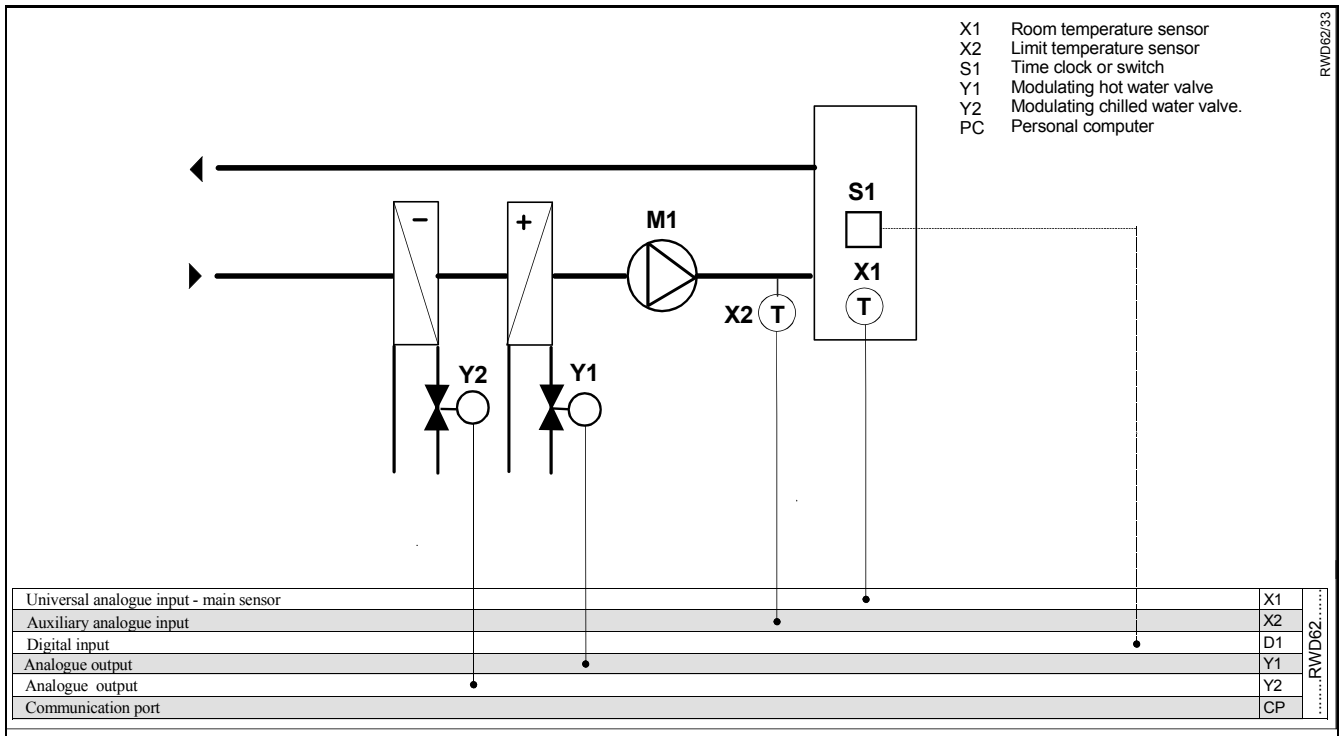 X1 Room temperature sensor
X2 Limit temperature sensor
S1 Time clock or switch
Y1 Modulating hot water valve
Y2 Modulating chilled water valve.
PC Personal computer
RWD62/33
S1
M1
X1
T
X2 T
- +
Y2 Y1
Universal analogue input - main sensor X1
Auxiliary analogue input X2
Digital input D1
Analogue output Y1
Analogue output Y2
Communication port CP
........RWD62......